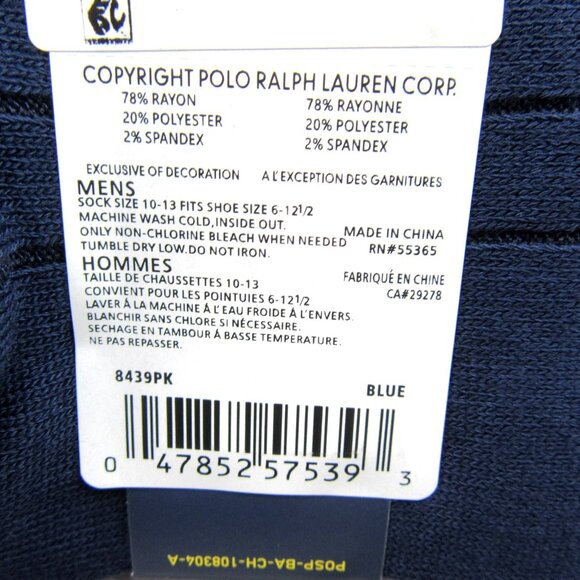 COPYRIGHT POLO RALPH LAUREN CORP.
78% RAYON
20% POLYESTER
2% SPANDEX
78% RAYONNE
20% POLYESTER
2% SPANDEX
EXCLUSIVE OF DECORATION
A L'EXCEPTION DES GARNITURES
MENS
SOCK SIZE 10-13 FITS SHOE SIZE 6-12 1/2
MACHINE WASH COLD, INSIDE OUT.
ONLY NON-CHLORINE BLEACH WHEN NEEDED
TUMBLE DRY LOW. DO NOT IRON.
MADE IN CHINA
RN#55365
HOMMES
TAILLE DE CHAUSSETTES 10-13
CONVIENT POUR LES POINTUIES 6-12 1/2
LAVER À LA MACHINE À L'EAU FROIDE À L'ENVERS.
BLANCHIR SANS CHLORE SI NÉCESSAIRE.
SECHAGE EN TAMBOUR À BASSE TEMPERATURE.
NE PAS REPASSER.
FABRIQUÉ EN CHINE
CA#29278
8439PK
BLUE
0 47852 57539 3
POSP-BA-CH-108304-A